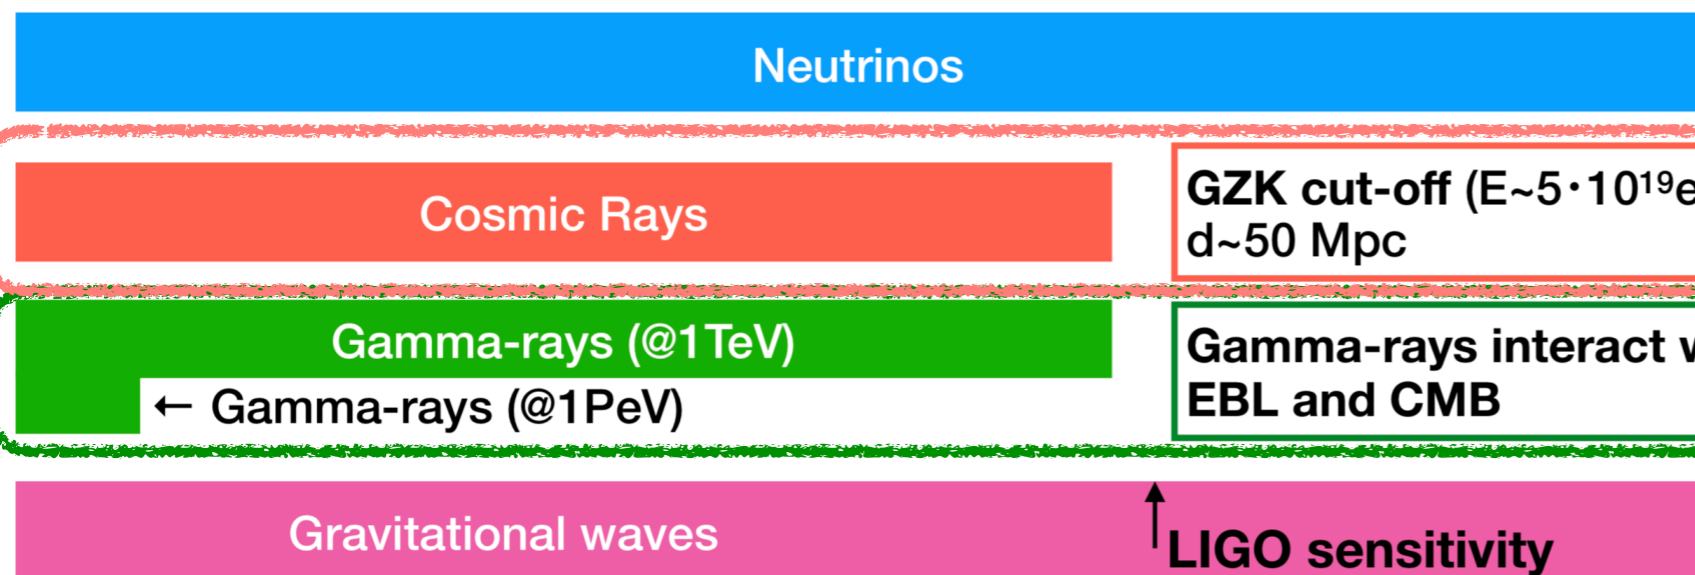 Neutrinos
Cosmic Rays
GZK cut-off (E~5·10¹⁹e
d~50 Mpc
Gamma-rays (@1TeV)
← Gamma-rays (@1PeV)
Gamma-rays interact
EBL and CMB
Gravitational waves
LIGO sensitivity